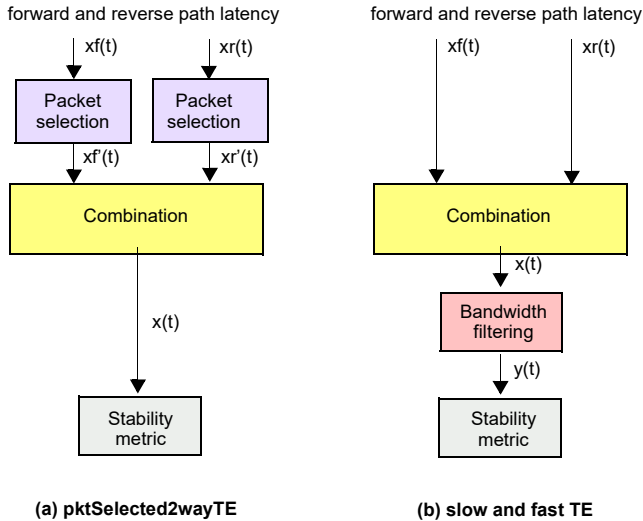 forward and reverse path latency
xf(t)
xr(t)
Packet
selection
Packet
selection
xf’(t)
xr’(t)
Combination
x(t)
Stability
metric
(a) pktSelected2wayTE
forward and reverse path latency
xf(t)
xr(t)
Combination
x(t)
Bandwidth
filtering
y(t)
Stability
metric
(b) slow and fast TE